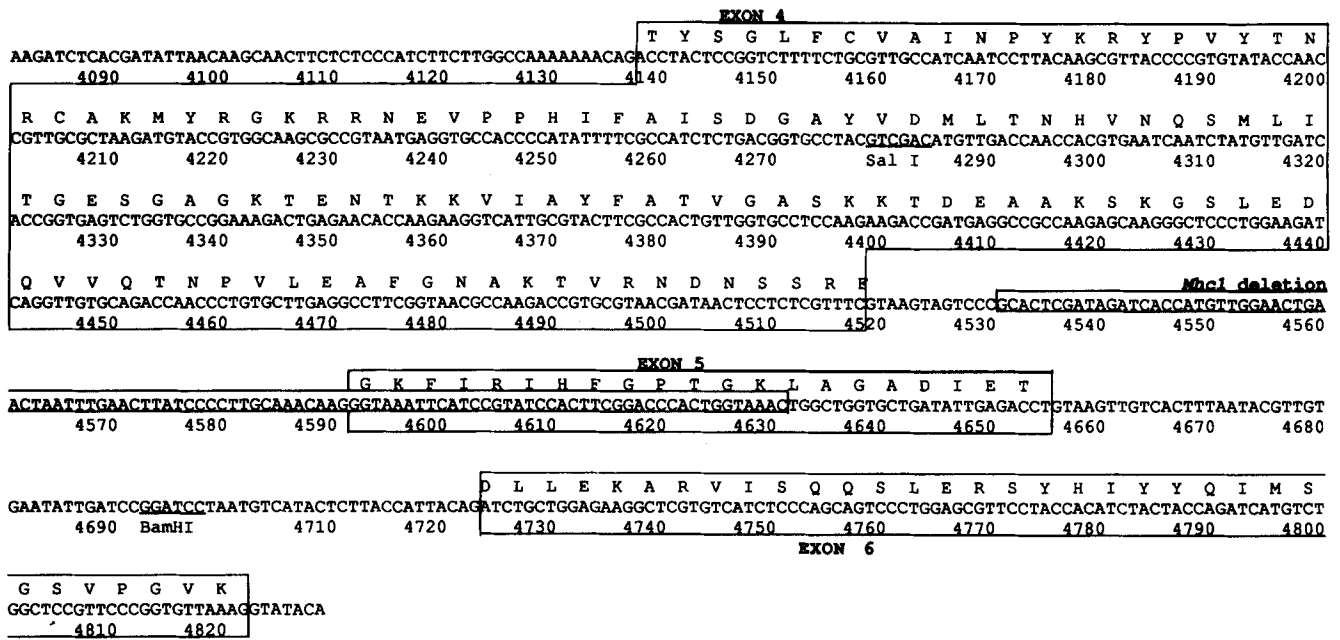 EXON 4
T Y S G L F C V A I N P Y K R Y P V Y T N
AAGATCTCACGATATTAACAAGCAACTTCTCTCCCATCTTCTTGGCCAAAAAAACAGACCTACTCCGGTCTTTTCTGCGTTGCCATCAATCCTTACAAGCGTTACCCCGTGTATACCAAC
4090 4100 4110 4120 4130 4140 4150 4160 4170 4180 4190 4200
R C A K M Y R G K R R N E V P P H I F A I S D G A Y V D M L T N H V N Q S M L I
CGTTGCGCTAAGATGTACCGTGGCAAGCGCCGTAATGAGGTGCCACCCCATATTTTCGCCATCTCTGACGGTGCCTACGTCGACATGTTGACCAACCACGTGAATCAATCTATGTTGATC
4210 4220 4230 4240 4250 4260 4270 Sal I 4290 4300 4310 4320
T G E S G A G K T E N T K K V I A Y F A T V G A S K K T D E A A K S K G S L E D
ACCGGTGAGTCTGGTGCCGGAAAGACTGAGAACACCAAGAAGGTCATTGCGTACTTCGCCACTGTTGGTGCCTCCAAGAAGACCGATGAGGCCGCCAAGAGCAAGGGCTCCCTGGAAGAT
4330 4340 4350 4360 4370 4380 4390 4400 4410 4420 4430 4440
Q V V Q T N P V L E A F G N A K T V R N D N S S R F
Mhc1 deletion
CAGGTTGTGCAGACCAACCCTGTGCTTGAGGCCTTCGGTAACGCCAAGACCGTGCGTAACGATAACTCCTCTCGTTTCGTAAGTAGTCCCGCACTCGATAGATCACCATGTTGGAACTGA
4450 4460 4470 4480 4490 4500 4510 4520 4530 4540 4550 4560
EXON 5
G K F I R I H F G P T G K L A G A D I E T
ACTAATTTGAACTTATCCCCTTGCAAACAAGGGTAAATTCATCCGTATCCACTTCGGACCCACTGGTAAACTGGCTGGTGCTGATATTGAGACCTGTAAGTTGTCACTTTAATACGTTGT
4570 4580 4590 4600 4610 4620 4630 4640 4650 4660 4670 4680
D L L E K A R V I S Q Q S L E R S Y H I Y Y Q I M S
GAATATTGATCCGGATCCTAATGTCATACTCTTACCATTACAGATCTGCTGGAGAAGGCTCGTGTCATCTCCCAGCAGTCCCTGGAGCGTTCCTACCACATCTACTACCAGATCATGTCT
4690 BamHI 4710 4720 4730 4740 4750 4760 4770 4780 4790 4800
EXON 6
G S V P G V K
GGCTCCGTTCCCGGTGTTAAAGGTATACA
4810 4820